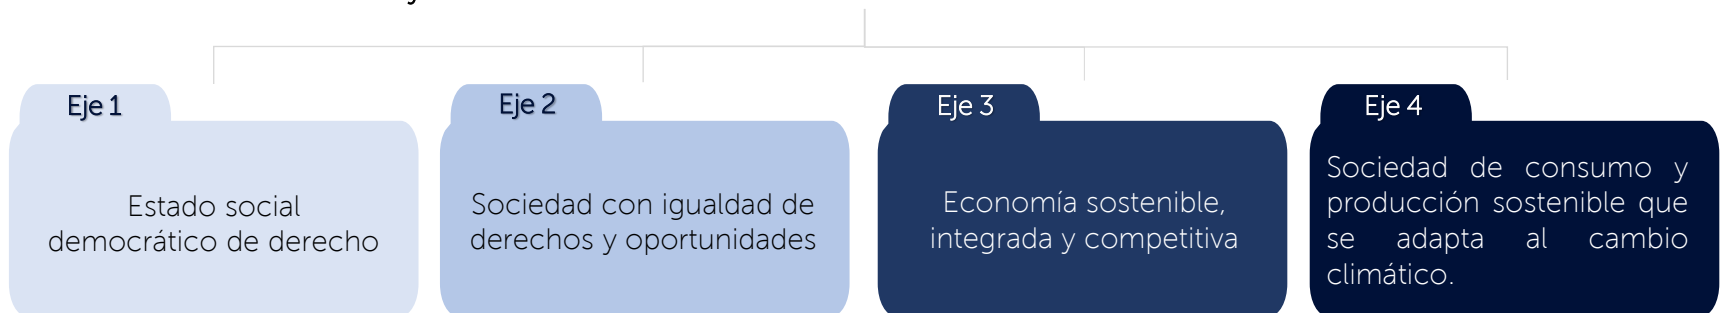 Eje 1
Estado social
democrático de derecho
Eje 2
Sociedad con igualdad de
derechos y oportunidades
Eje 3
Economía sostenible,
integrada y competitiva
Eje 4
Sociedad de consumo y
producción sostenible que
se adapta al cambio
climático.